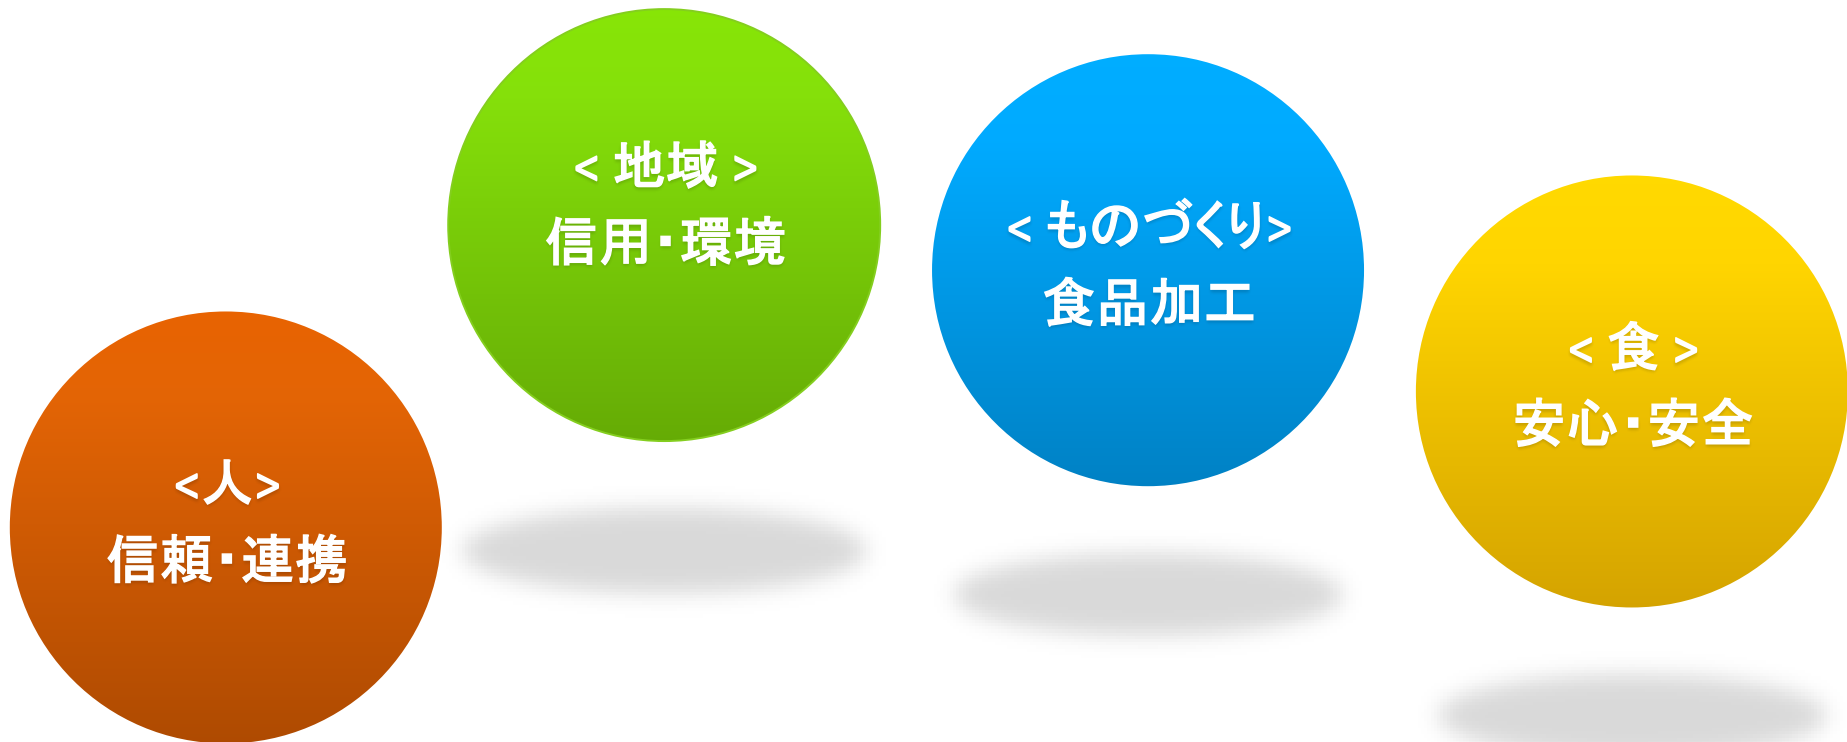 <人>
信頼・連携
< 地域 >
信用・環境
< ものづくり>
食品加工
< 食 >
安心・安全